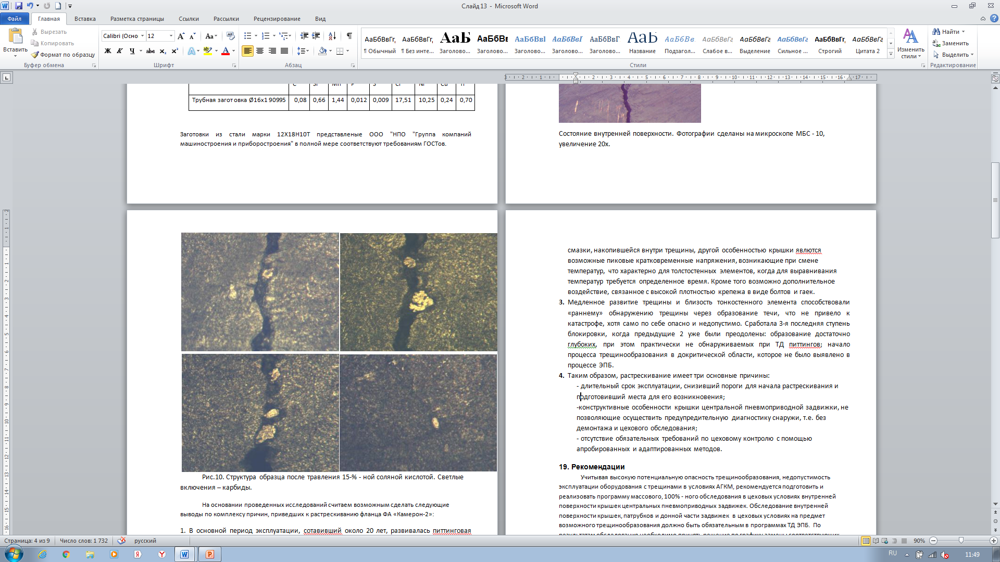 Слайд 13 - Microsoft Word
Файл
Главная
Вставка
Разметка страницы
Ссылки
Рассылки
Рецензирование
Вид
Вставить
Вырезать
Копировать
Формат по образцу
Буфер обмена
Calibri (Осно
12
Шрифт
Абзац
АаБбВвГг,
АаБбВвГг,
АаБ
АаБбВв
АаБбВвІ
АаБбВвІ
АаБбВвГ
АаБ
АаБбВв.
АаБбВвГг
АаБбВвГг
АаБбВвГг
АаБбВвГг,
АаБбВвГг
¶ Обычный
¶ Без инте...
Заголово...
Заголово...
Заголово...
Заголово...
Заголово...
Название
Подзагол...
Слабое в...
Выделение
Сильное ...
Строгий
Цитата 2
Изменить
стили
Стили
Найти
Заменить
Выделить
Редактирование
C Si Mn P S Cr Ni Cu Ti
Трубная заготовка Ø16х1 90995 0,08 0,66 1,44 0,012 0,009 17,51 10,25 0,24 0,70
Заготовки из стали марки 12Х18Н10Т представленые ООО "НПО "Группа компаний
машиностроения и приборостроения" в полной мере соответствуют требованиям ГОСТов.
Состояние внутренней поверхности. Фотографии сделаны на микроскопе МБС - 10,
увеличение 20х.
Рис.10. Структура образца после травления 15-% - ной соляной кислотой. Светлые
включения – карбиды.
На основании проведенных исследований считаем возможным сделать следующие
выводы по комплексу причин, приведших к растрескиванию фланца ФА «Камерон-2»:
1. В основной период эксплуатации, сотавивший около 20 лет, развивалась питтинговая
смазки, накопившейся внутри трещины, другой особенностью крышки явлются
возможные пиковые кратковременные напряжения, возникающие при смене
температур, что характерно для толстостенных элементов, когда для выравнивания
температур требуется определенное время. Кроме того возможно дополнительное
воздействие, связанное с высокой плотностью крепежа в виде болтов и гаек.
3. Медленное развитие трещины и близость тонкостенного элемента способствовали
«раннему» обнаружению трещины через образование течи, что не привело к
катастрофе, хотя само по себе опасно и недопустимо. Сработала 3-я последняя ступень
блокировки, когда предыдущие 2 уже были преодолены: образование достаточно
глубоких, при этом практически не обнаруживаемых при ТД питтингов; начало
процесса трещинообразования в докритической области, которое не было выявлено в
процессе ЭПБ.
4. Таким образом, растрескивание имеет три основные причины:
- длительный срок эксплуатации, снизивший пороги для начала растрескивания и
подготовивший места для его возникновения;
-конструктивные особенности крышки центральной пневмоприводной задвижки, не
позволяющие осуществить предупредительную диагностику снаружи, т.е. без
демонтажа и цехового обследования;
- отсутствие обязательных требований по цеховому контролю с помощью
апробированных и адаптированных методов.
19. Рекомендации
Учитывая высокую потенциальную опасность трещинообразования, недопустимость
эксплуатации оборудования с трещинами в условиях АГКМ, рекомендуется подготовить и
реализовать программу массового, 100% - ного обследования в цеховых условиях внутренней
поверхности крышек центральных пневмоприводных задвижек. Обследование внутренней
поверхности крышек, патрубков и донной части задвижек в цеховых условиях на предмет
возможного трещинообразования должно быть обязательным в программах ТД ЭПБ. По
результатам обследования необходимо принять решение по графику замены соответствующих
Страница: 4 из 9
Число слов: 1 732
русский
90%
RU
11:49